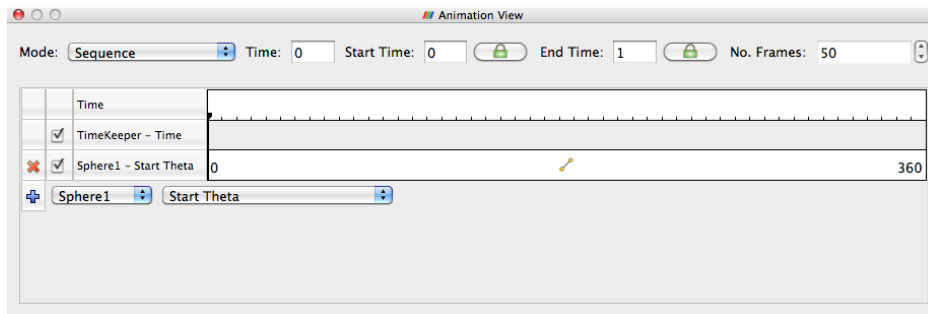 Animation View
Mode: Sequence Time: 0 Start Time: 0 End Time: 1 No. Frames: 50
Time
TimeKeeper – Time
Sphere1 – Start Theta 0 360
Sphere1 Start Theta